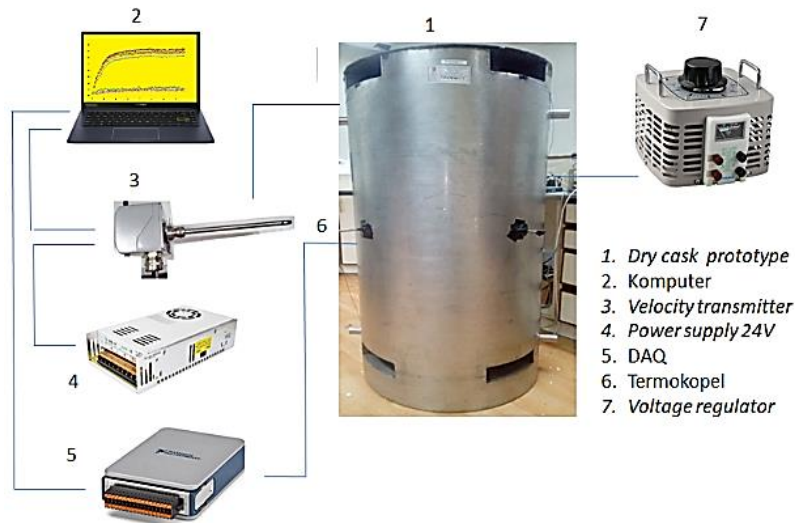 2
1
7
3
6
4
5
1. Dry cask prototype
2. Komputer
3. Velocity transmitter
4. Power supply 24V
5. DAQ
6. Termokopel
7. Voltage regulator